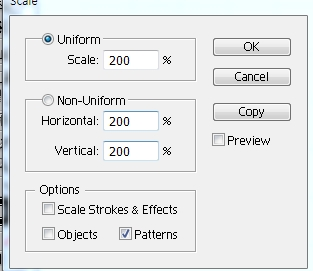 Scale
Uniform
Scale: 200 %
OK
Cancel
Non-Uniform
Horizontal: 200 %
Copy
Vertical: 200 %
Preview
Options
Scale Strokes & Effects
Objects Patterns